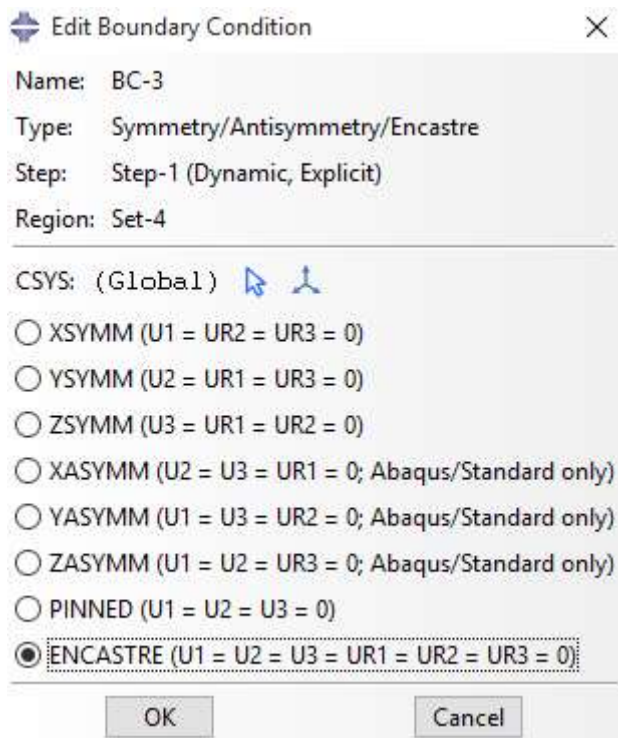 Edit Boundary Condition
Name: BC-3
Type: Symmetry/Antisymmetry/Encastre
Step: Step-1 (Dynamic, Explicit)
Region: Set-4
CSYS: (Global)
XSYMM (U1 = UR2 = UR3 = 0)
YSYMM (U2 = UR1 = UR3 = 0)
ZSYMM (U3 = UR1 = UR2 = 0)
XASYMM (U2 = U3 = UR1 = 0; Abaqus/Standard only)
YASYMM (U1 = U3 = UR2 = 0; Abaqus/Standard only)
ZASYMM (U1 = U2 = UR3 = 0; Abaqus/Standard only)
PINNED (U1 = U2 = U3 = 0)
ENCASTRE (U1 = U2 = U3 = UR1 = UR2 = UR3 = 0)
OK Cancel